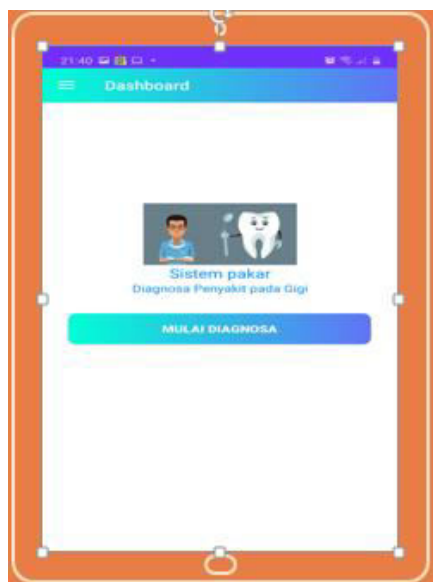 21:40
Dashboard
Sistem pakar
Diagnosa Penyakit pada Gigi
MULAI DIAGNOSA